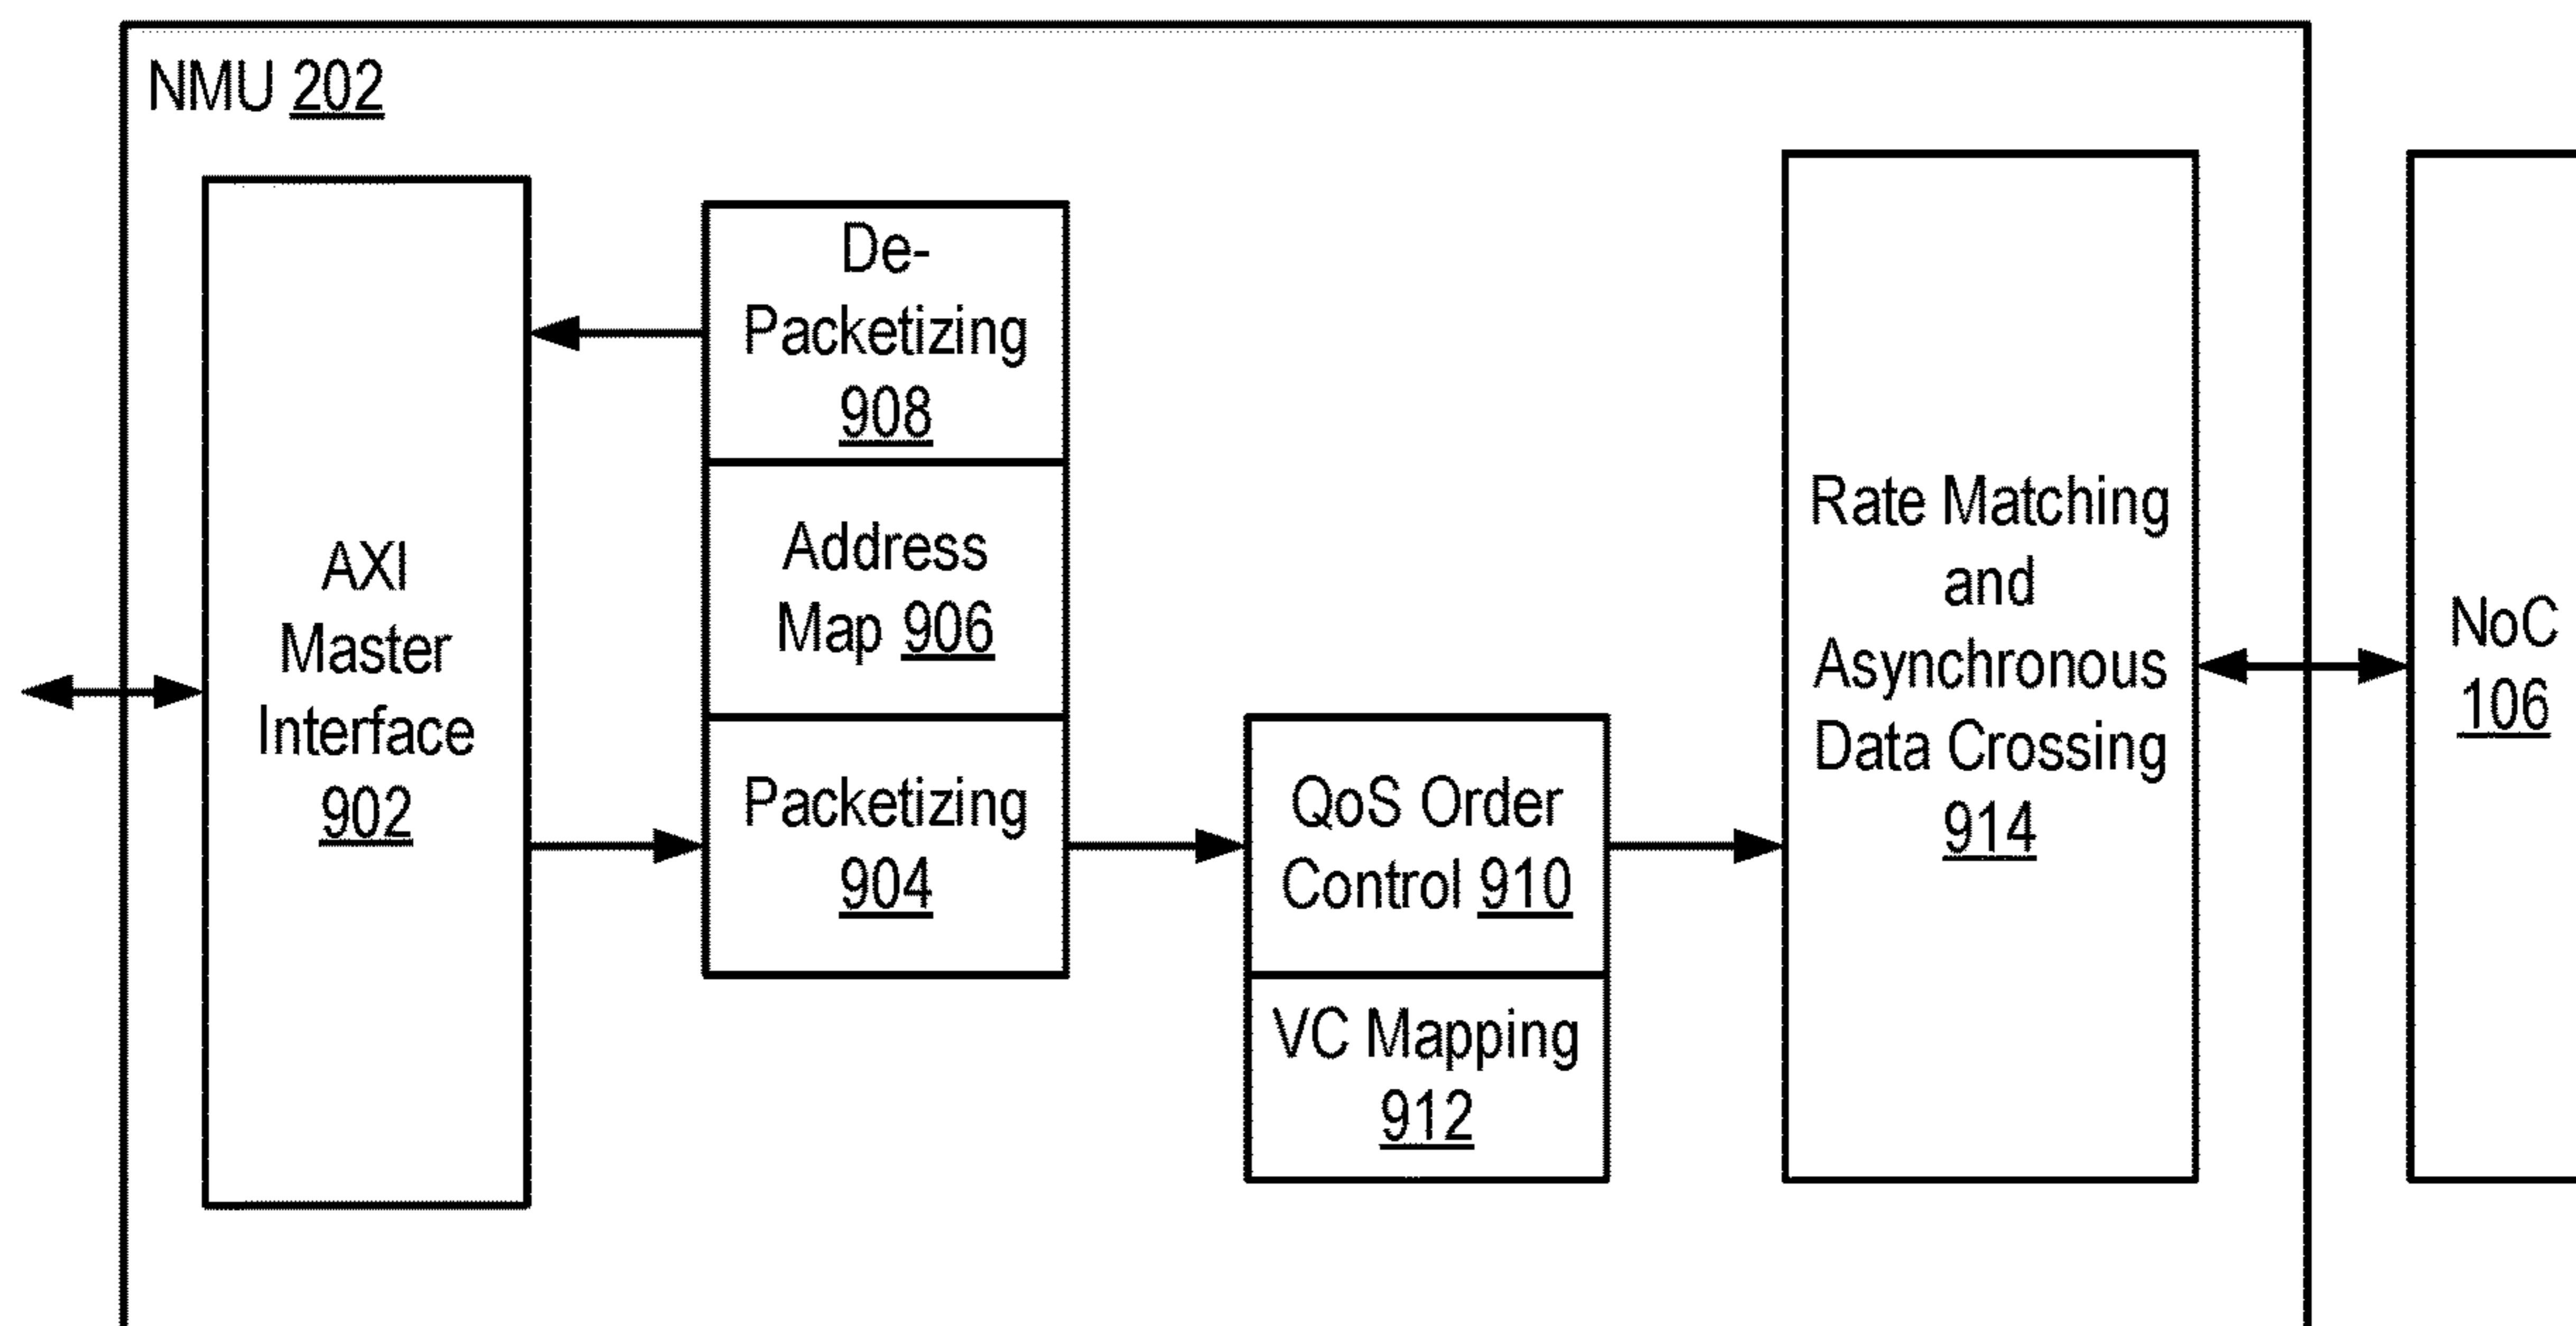 NMU 202
AXI
Master
Interface
902
De-
Packetizing
908
Address
Map 906
Packetizing
904
QoS Order
Control 910
VC Mapping
912
Rate Matching
and
Asynchronous
Data Crossing
914
NoC
106